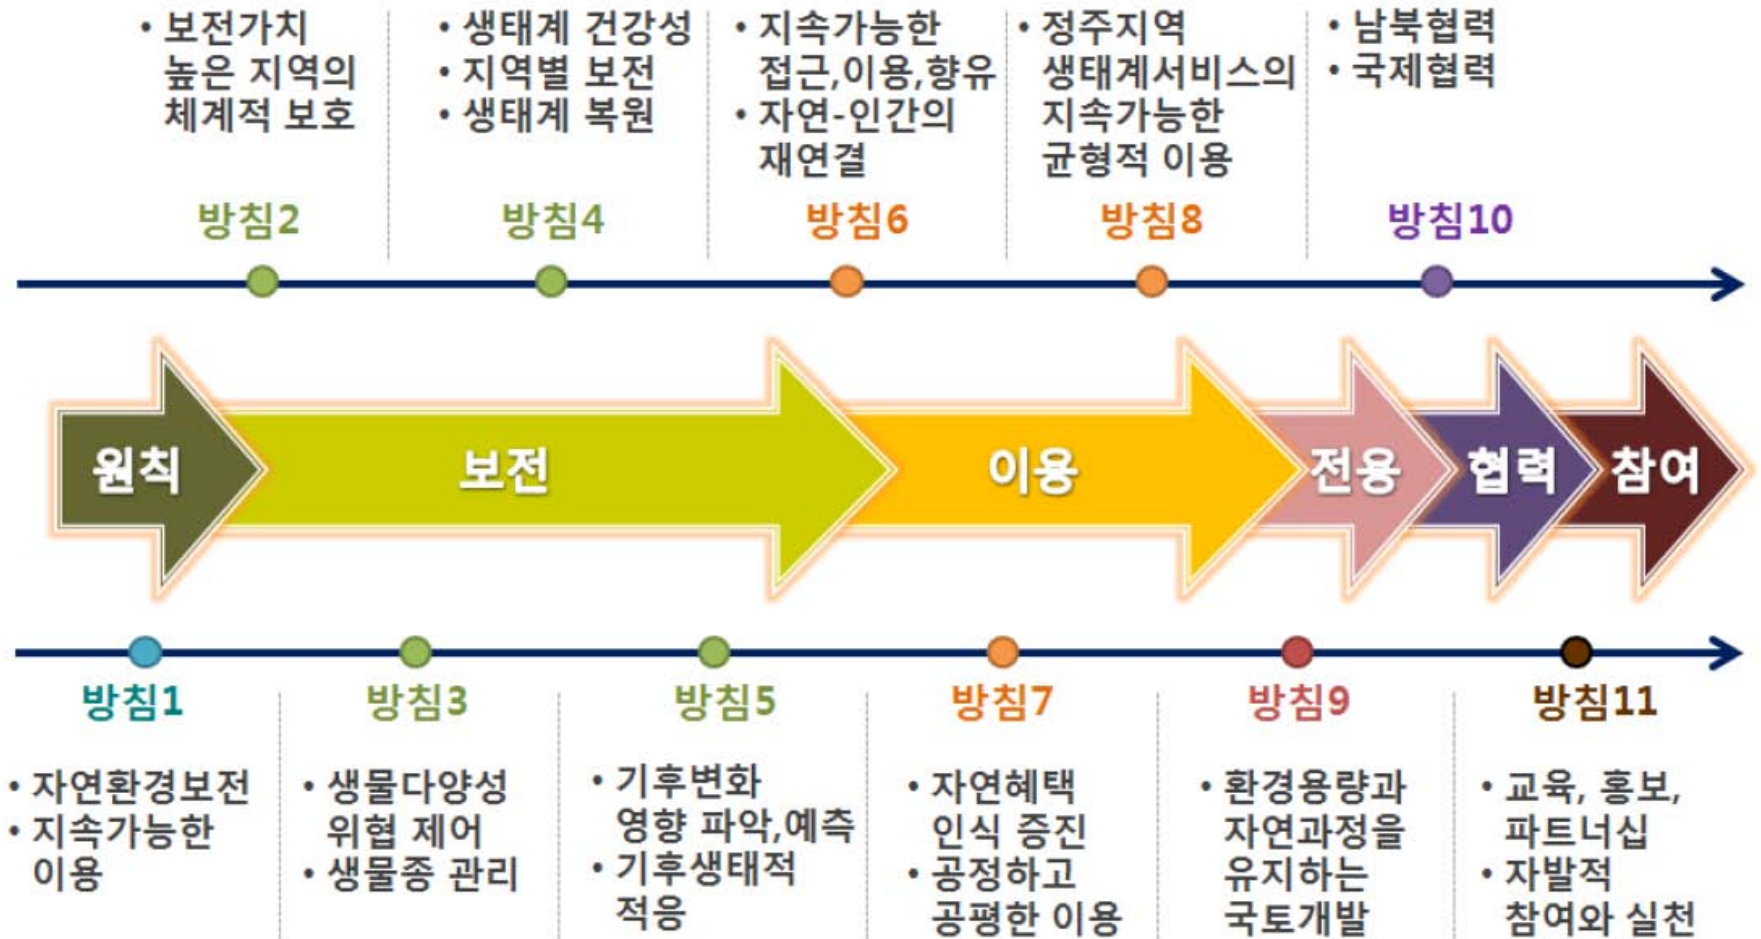 • 보전가치
높은 지역의
체계적 보호
• 생태계 건강성
• 지역별 보전
• 생태계 복원
• 지속가능한
접근,이용,향유
• 자연-인간의
재연결
• 정주지역
생태계서비스의
지속가능한
균형적 이용
• 남북협력
• 국제협력
방침2
방침4
방침6
방침8
방침10
원칙
보전
이용
전용
협력
참여
방침1
방침3
방침5
방침7
방침9
방침11
• 자연환경보전
• 지속가능한
이용
• 생물다양성
위협 제어
• 생물종 관리
• 기후변화
영향 파악,예측
• 기후생태적
적응
• 자연혜택
인식 증진
• 공정하고
공평한 이용
• 환경용량과
자연과정을
유지하는
국토개발
• 교육, 홍보,
파트너십
• 자발적
참여와 실천